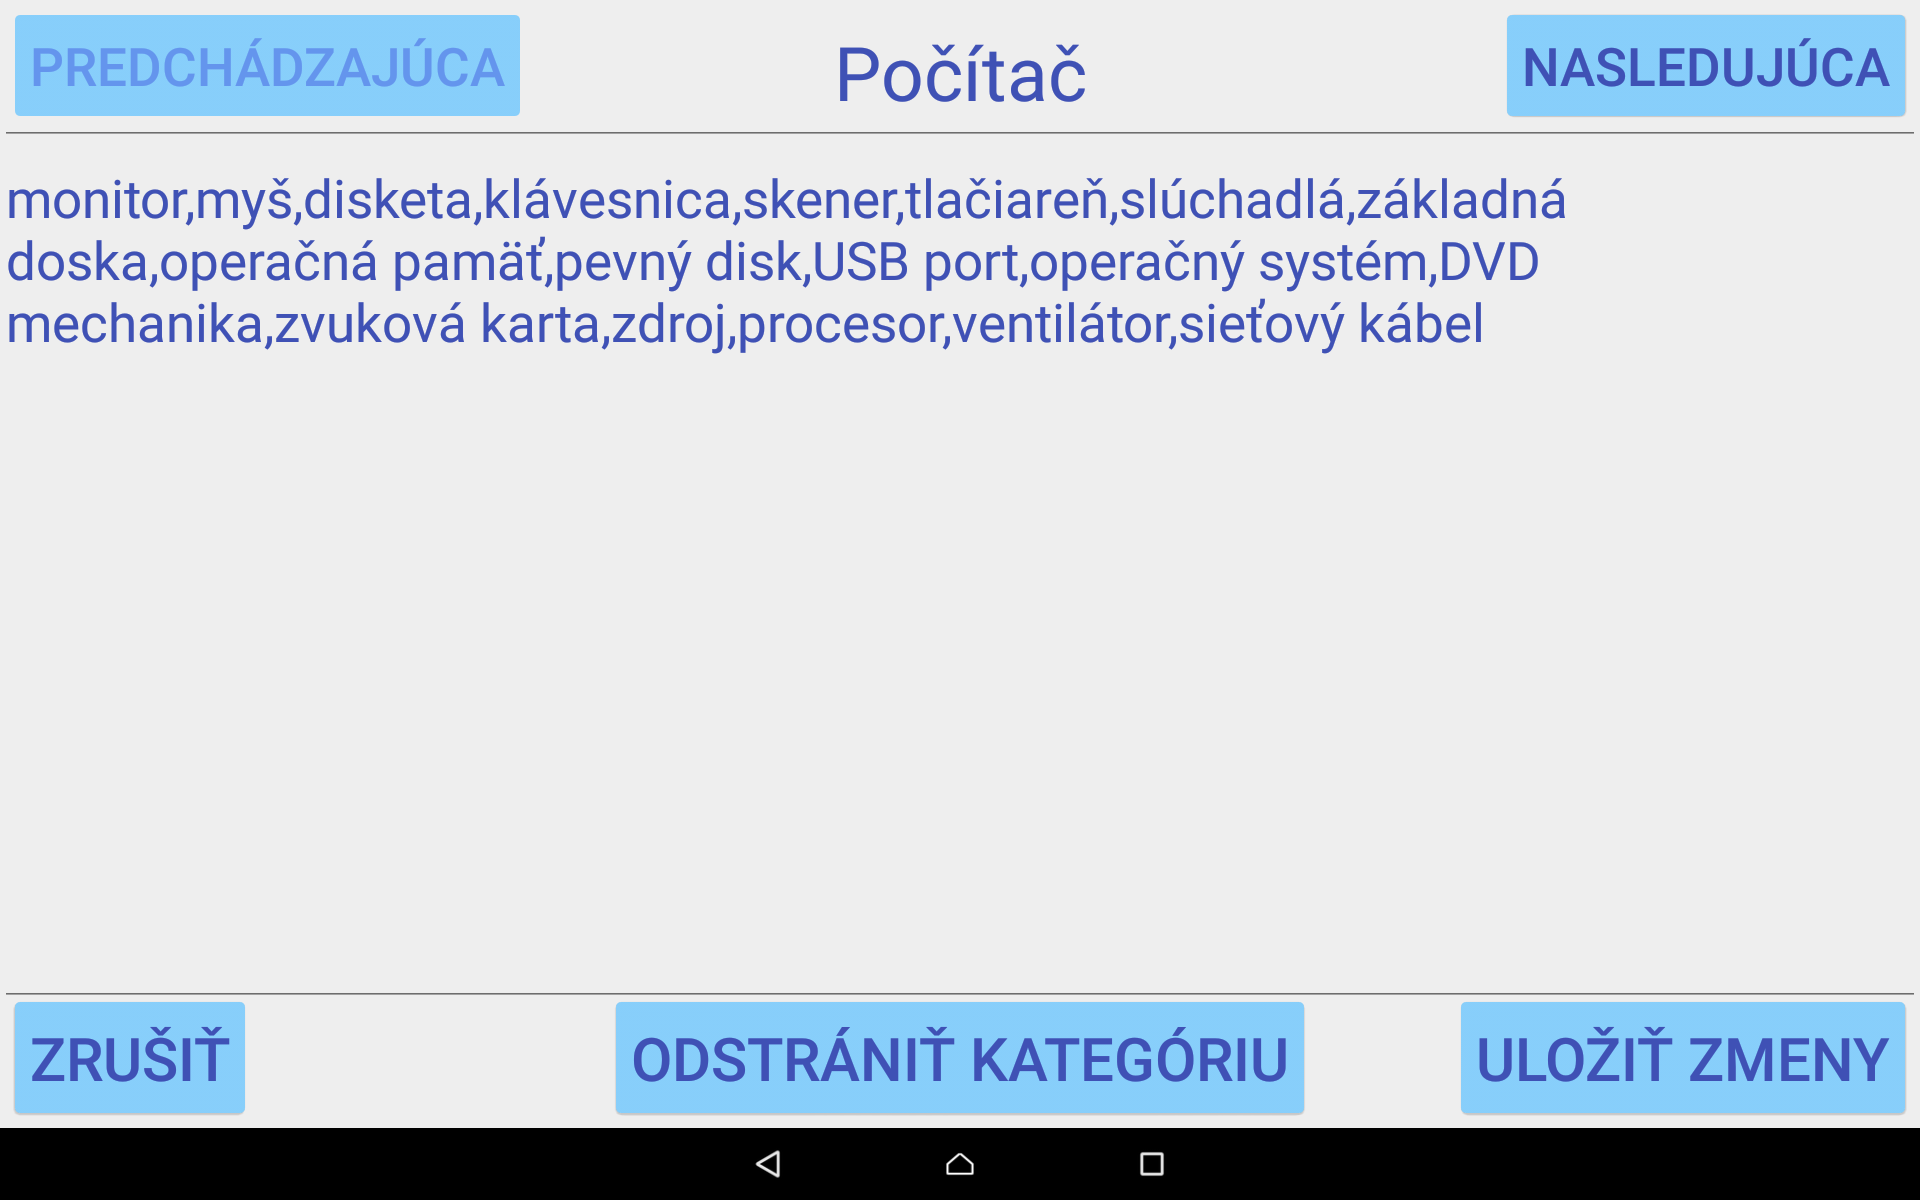 PREDCHÁDZAJÚCA
Počítač
NASLEDUJÚCA
monitor,myš,disketa,klávesnica,skener,tlačiareň,slúchadlá,základná
doska,operačná pamäť,pevný disk,USB port,operačný systém,DVD
mechanika,zvuková karta,zdroj,procesor,ventilátor,sieťový kábel
ZRUŠIŤ
ODSTRÁNIŤ KATEGÓRIU
ULOŽIŤ ZMENY